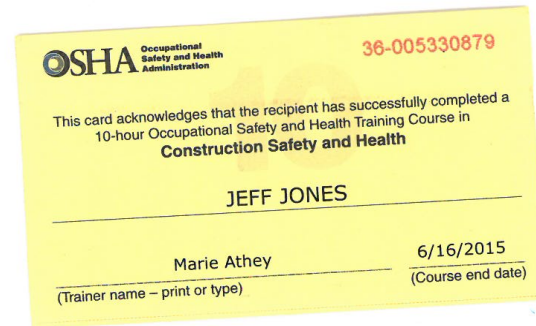 OSHA Occupational
Safety and Health
Administration
36-005330879
This card acknowledges that the recipient has successfully completed a
10-hour Occupational Safety and Health Training Course in
Construction Safety and Health
10
JEFF JONES
Marie Athey
6/16/2015
(Trainer name – print or type)
(Course end date)